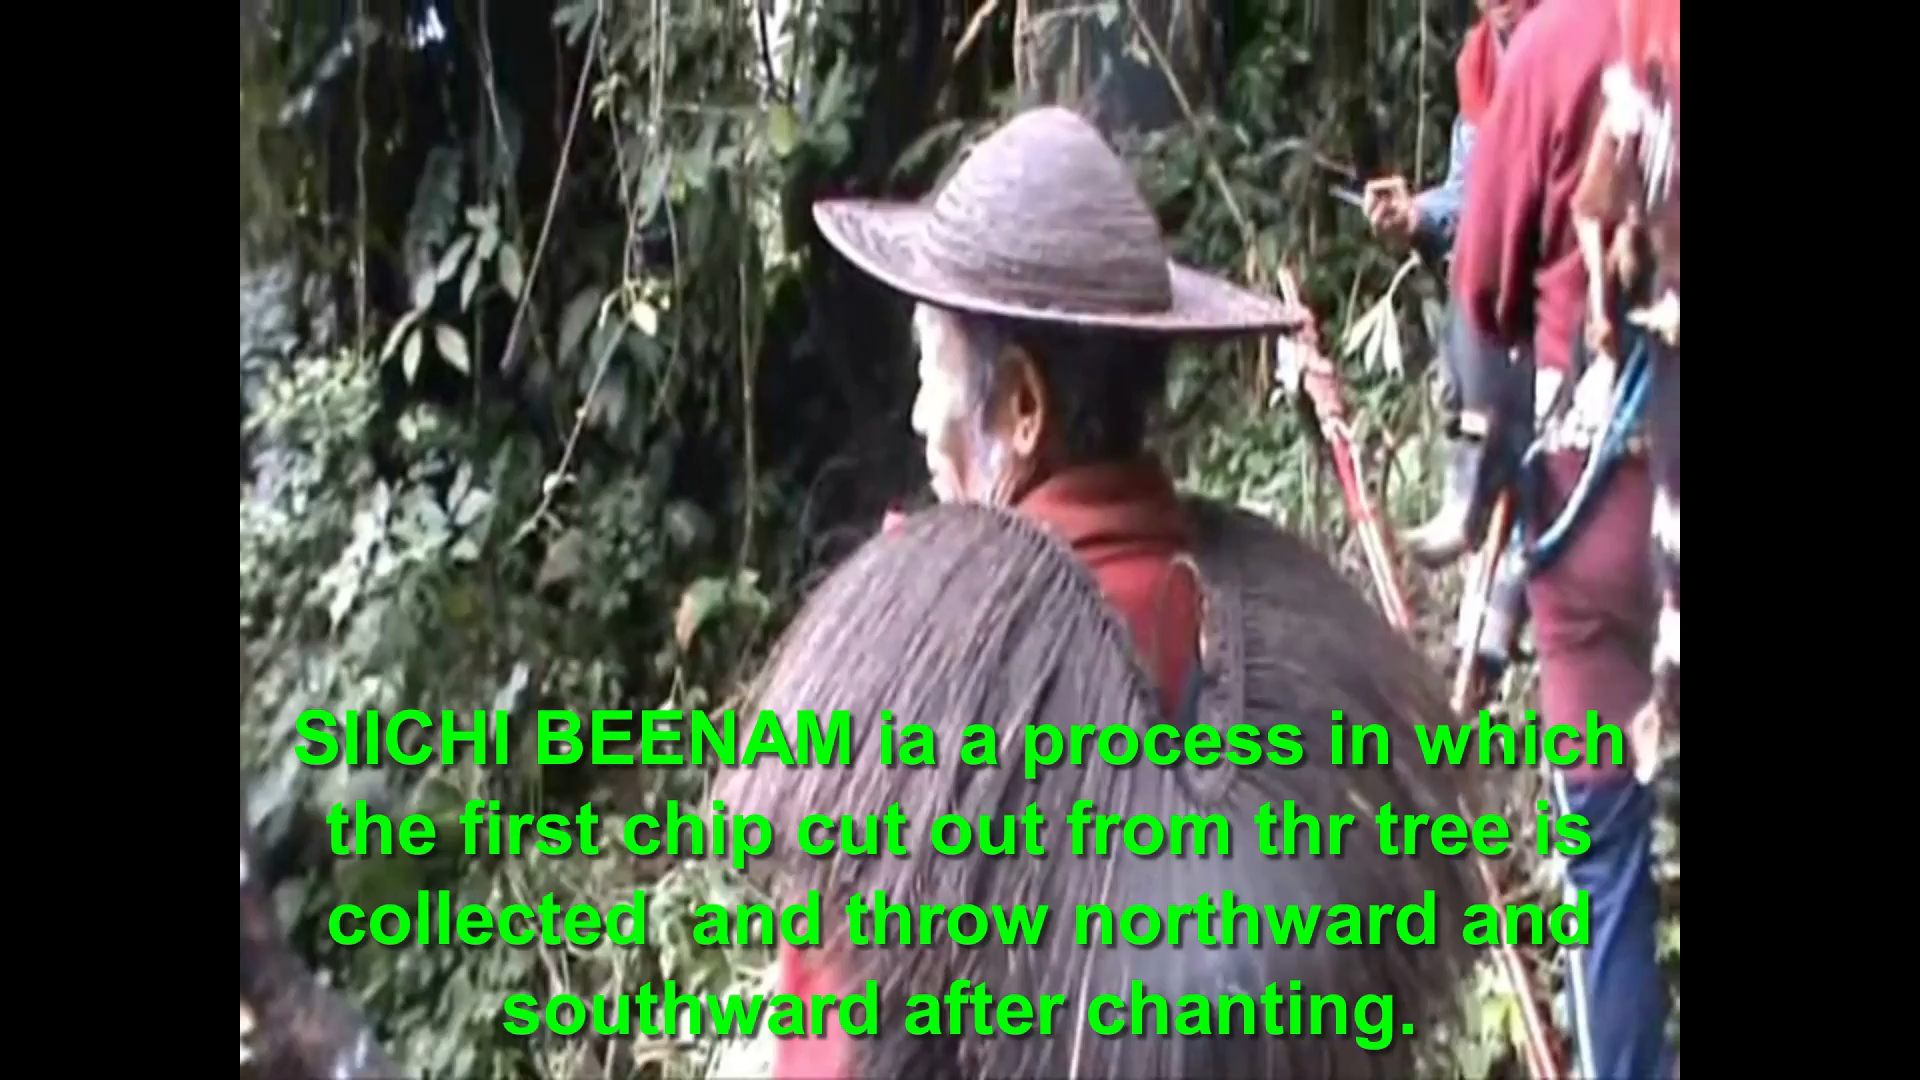 SIICHI BEENAM ia a process in which
the first chip cut out from thr tree is
collected  and throw northward and
southward after chanting.